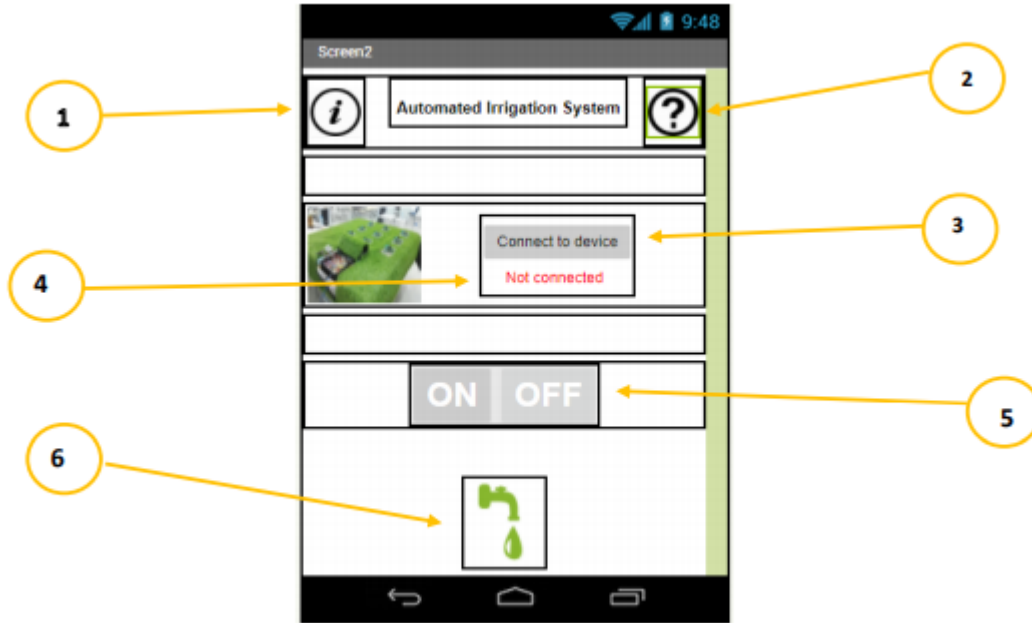 9:48
Screen2
1
i
Automated Irrigation System
?
2
Connect to device
3
4
Not connected
ON OFF
5
6